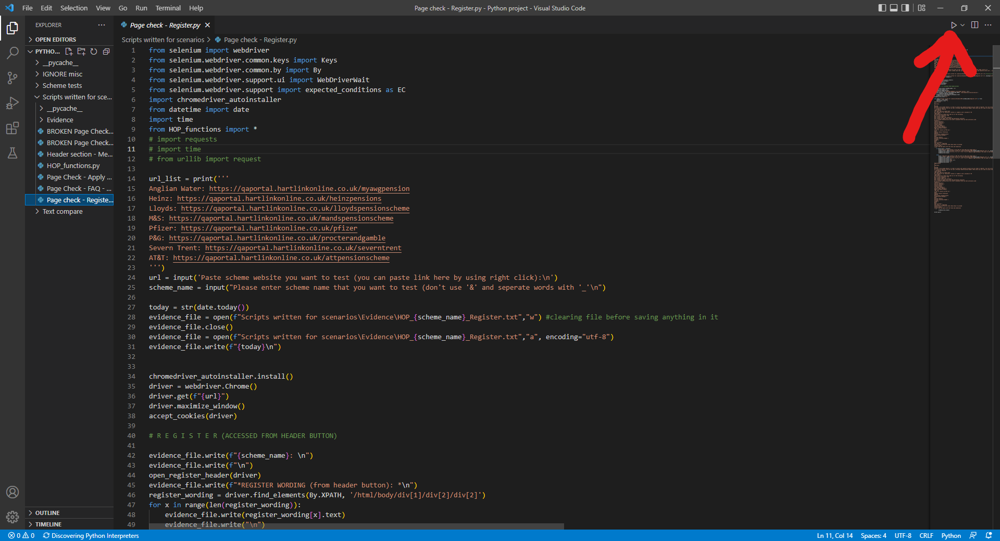 File Edit Selection View Go Run Terminal Help
Page check - Register.py - Python project - Visual Studio Code
EXPLORER
OPEN EDITORS
PYTHO...
__pycache__
IGNORE misc
Scheme tests
Scripts written for sce...
__pycache__
Evidence
BROKEN Page Check...
BROKEN Page Check...
Header section - Me...
HOP_functions.py
Page Check - Apply ...
Page Check - FAQ - ...
Page check - Registe...
Text compare
OUTLINE
TIMELINE
Page check - Register.py
Scripts written for scenarios > Page check - Register.py
1 from selenium import webdriver
2 from selenium.webdriver.common.keys import Keys
3 from selenium.webdriver.common.by import By
4 from selenium.webdriver.support.ui import WebDriverWait
5 from selenium.webdriver.support import expected_conditions as EC
6 import chromedriver_autoinstaller
7 from datetime import date
8 import time
9 from HOP_functions import *
10 # import requests
11 # import time
12 # from urllib import request
13
14 url_list = print('''
15 Anglian Water: https://qaportal.hartlinkonline.co.uk/myawgpension
16 Heinz: https://qaportal.hartlinkonline.co.uk/heinzpensions
17 Lloyds: https://qaportal.hartlinkonline.co.uk/lloydspensionscheme
18 M&S: https://qaportal.hartlinkonline.co.uk/mandspensionscheme
19 Pfizer: https://qaportal.hartlinkonline.co.uk/pfizer
20 P&G: https://qaportal.hartlinkonline.co.uk/procterandgamble
21 Severn Trent: https://qaportal.hartlinkonline.co.uk/severntrent
22 AT&T: https://qaportal.hartlinkonline.co.uk/attpensionscheme
23 ''')
24 url = input('Paste scheme website you want to test (you can paste link here by using right click):\n')
25 scheme_name = input("Please enter scheme name that you want to test (don't use '&' and seperate words with '_'\n")
26
27 today = str(date.today())
28 evidence_file = open(f"Scripts written for scenarios\Evidence\HOP_{scheme_name}_Register.txt","w") #clearing file before saving anything in it
29 evidence_file.close()
30 evidence_file = open(f"Scripts written for scenarios\Evidence\HOP_{scheme_name}_Register.txt","a", encoding="utf-8")
31 evidence_file.write(f"{today}\n")
32
33
34 chromedriver_autoinstaller.install()
35 driver = webdriver.Chrome()
36 driver.get(f"{url}")
37 driver.maximize_window()
38 accept_cookies(driver)
39
40 # R E G I S T E R (ACCESSED FROM HEADER BUTTON)
41
42 evidence_file.write(f"{scheme_name}: \n")
43 evidence_file.write(f"\n")
44 open_register_header(driver)
45 evidence_file.write(f"*REGISTER WORDING (from header button): *\n")
46 register_wording = driver.find_elements(By.XPATH, '/html/body/div[1]/div[2]/div[2]')
47 for x in range(len(register_wording)):
48     evidence_file.write(register_wording[x].text)
49     evidence_file.write("\n")
0 0 Discovering Python Interpreters
Ln 11, Col 14 Spaces: 4 UTF-8 CRLF Python